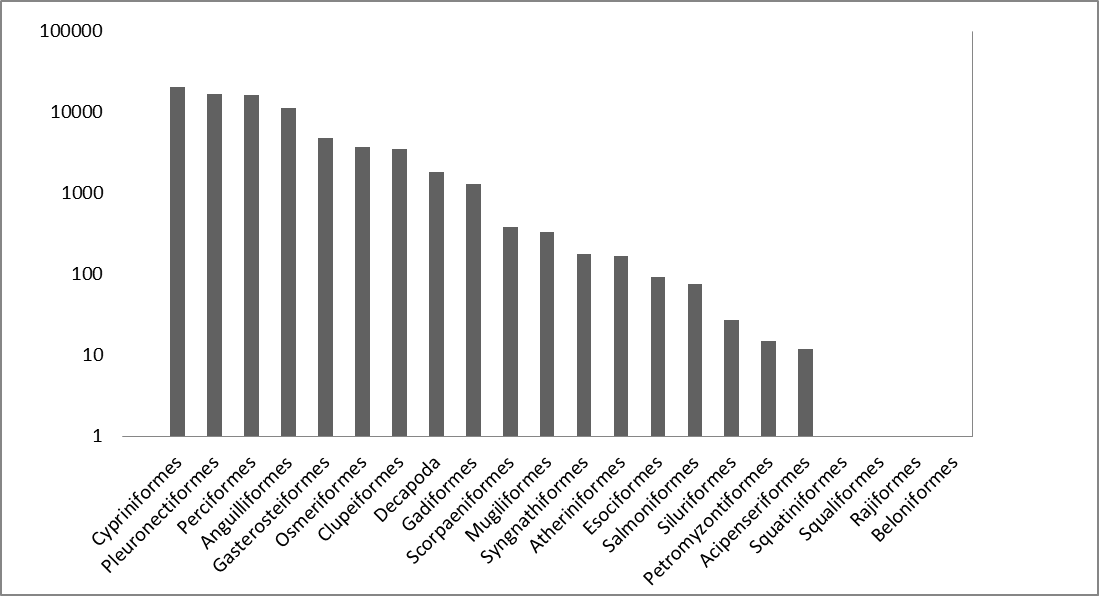 100000
10000
1000
100
10
1
Cypriniformes
Pleuronectiformes
Perciformes
Anguilliformes
Gasterosteiformes
Osmeriformes
Clupeiformes
Decapoda
Gadiformes
Scorpaeniformes
Mugiliformes
Syngnathiformes
Atheriniformes
Esociformes
Salmoniformes
Siluriformes
Petromyzontiformes
Acipenseriformes
Squatiniformes
Squaliformes
Rajiformes
Beloniformes